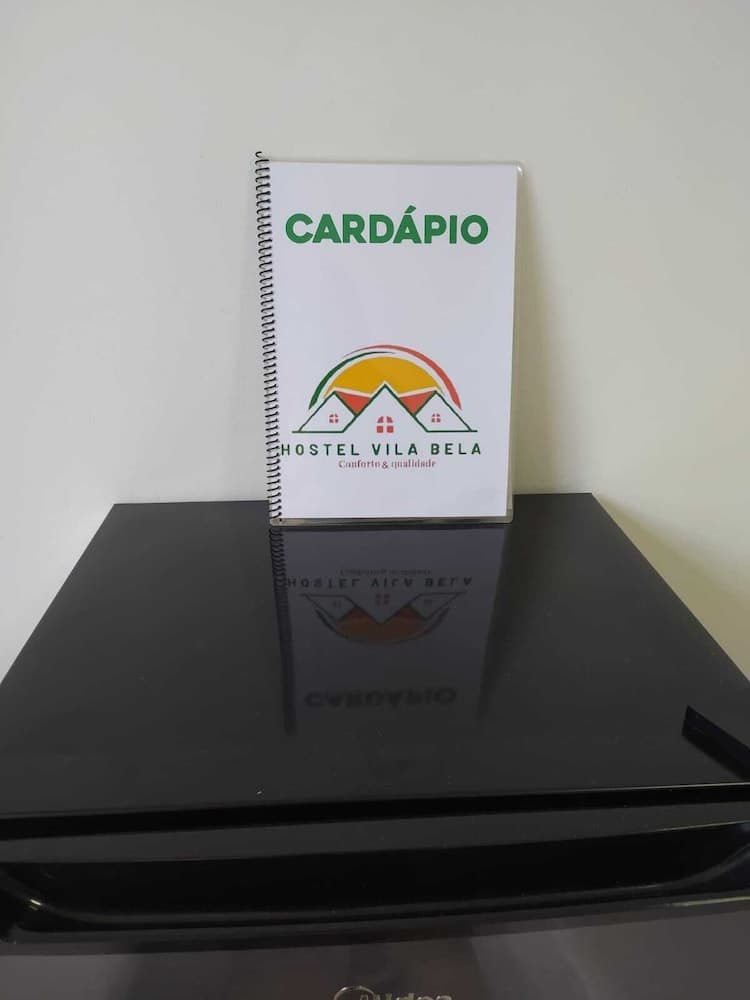 CARDÁPIO
HOSTEL VILA BELA
Conforto & qualidade